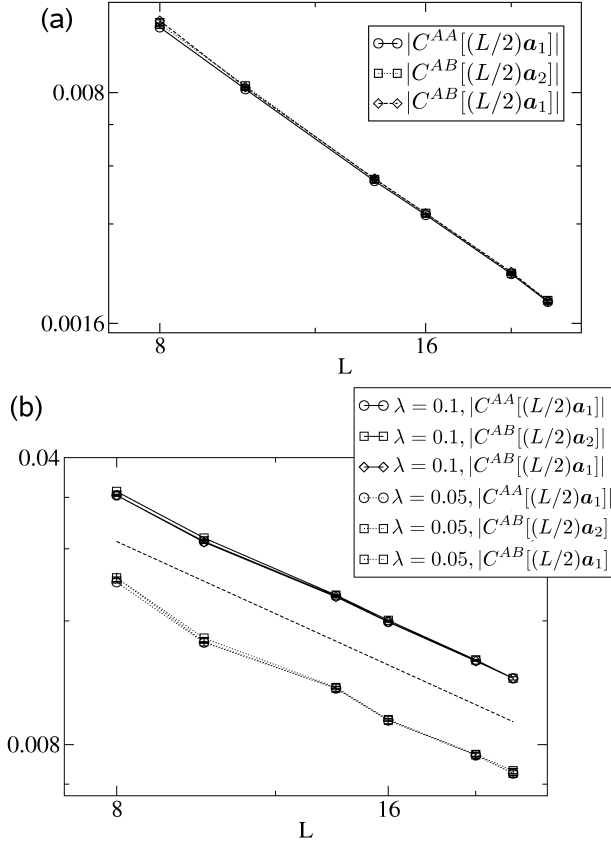 (a)
|C^{AA}[(L/2)a_1]|
|C^{AB}[(L/2)a_2]|
|C^{AB}[(L/2)a_1]|
0.008
0.0016
8
16
L
(b)
λ = 0.1, |C^{AA}[(L/2)a_1]|
λ = 0.1, |C^{AB}[(L/2)a_2]|
λ = 0.1, |C^{AB}[(L/2)a_1]|
λ = 0.05, |C^{AA}[(L/2)a_1]|
λ = 0.05, |C^{AB}[(L/2)a_2]
λ = 0.05, |C^{AB}[(L/2)a_1]
0.04
0.008
8
16
L